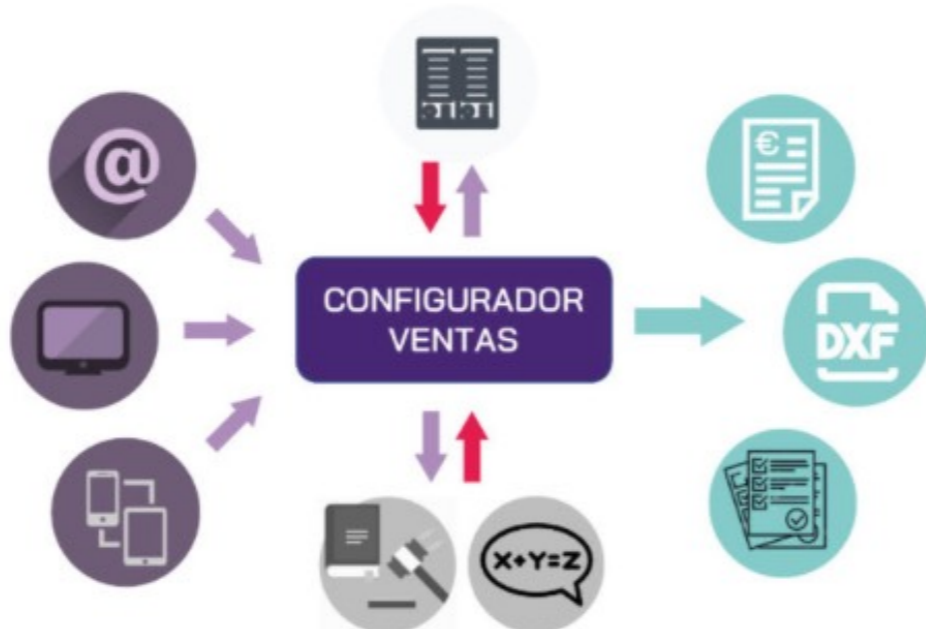 @
€
CONFIGURADOR
VENTAS
DXF
X+Y=Z